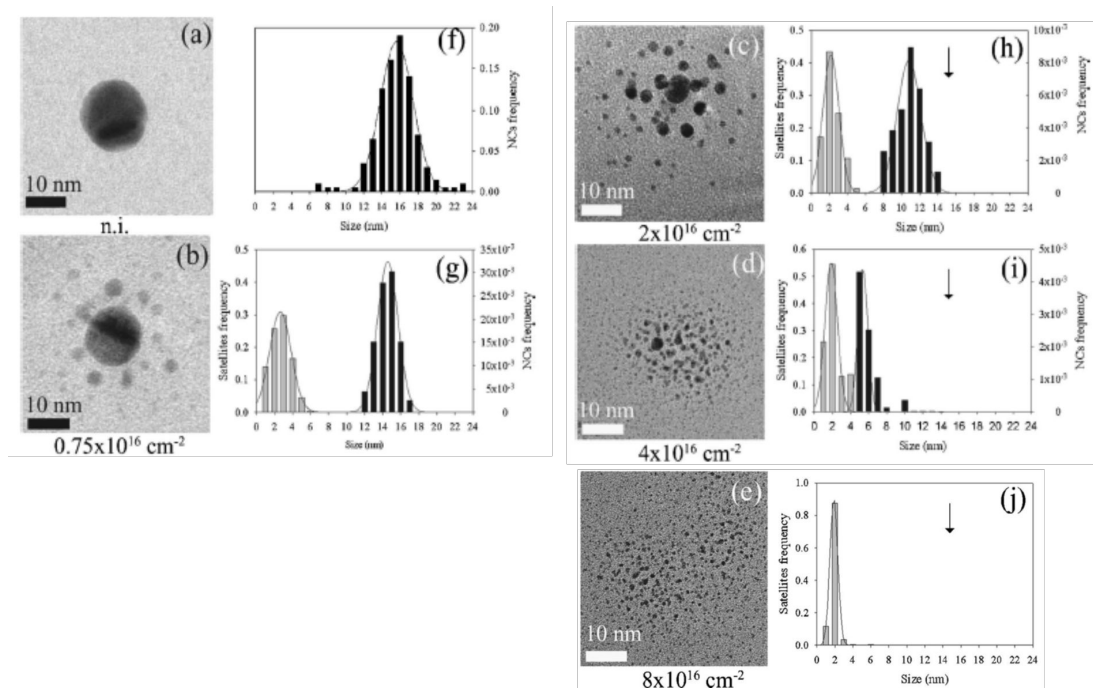 (a)
10 nm
n.i.
(f)
NCs frequency
0.20
0.15
0.10
0.05
0.00
0 2 4 6 8 10 12 14 16 18 20 22 24
Size (nm)
(b)
10 nm
0.75x10¹⁶ cm⁻²
(g)
Satellites frequency
0.5
0.4
0.3
0.2
0.1
0.0
NCs frequency
35x10⁻³
30x10⁻³
25x10⁻³
20x10⁻³
15x10⁻³
10x10⁻³
5x10⁻³
0
0 2 4 6 8 10 12 14 16 18 20 22 24
Size (nm)
(c)
10 nm
2x10¹⁶ cm⁻²
(h)
Satellites frequency
0.5
0.4
0.3
0.2
0.1
0.0
NCs frequency
10x10⁻³
8x10⁻³
6x10⁻³
4x10⁻³
2x10⁻³
0
0 2 4 6 8 10 12 14 16 18 20 22 24
Size (nm)
(d)
10 nm
4x10¹⁶ cm⁻²
(i)
Satellites frequency
0.6
0.5
0.4
0.3
0.2
0.1
0.0
NCs frequency
5x10⁻³
4x10⁻³
3x10⁻³
2x10⁻³
1x10⁻³
0
0 2 4 6 8 10 12 14 16 18 20 22 24
Size (nm)
(e)
10 nm
8x10¹⁶ cm⁻²
(j)
Satellites frequency
1.0
0.8
0.6
0.4
0.2
0.0
0 2 4 6 8 10 12 14 16 18 20 22 24
Size (nm)